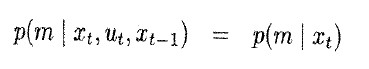 p(m | x_t, u_t, x_{t-1}) = p(m | x_t)